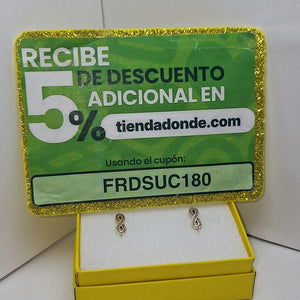 RECIBE
5% DE DESCUENTO
ADICIONAL EN
tiendadonde.com
Usando el cupón:
FRDSUC180